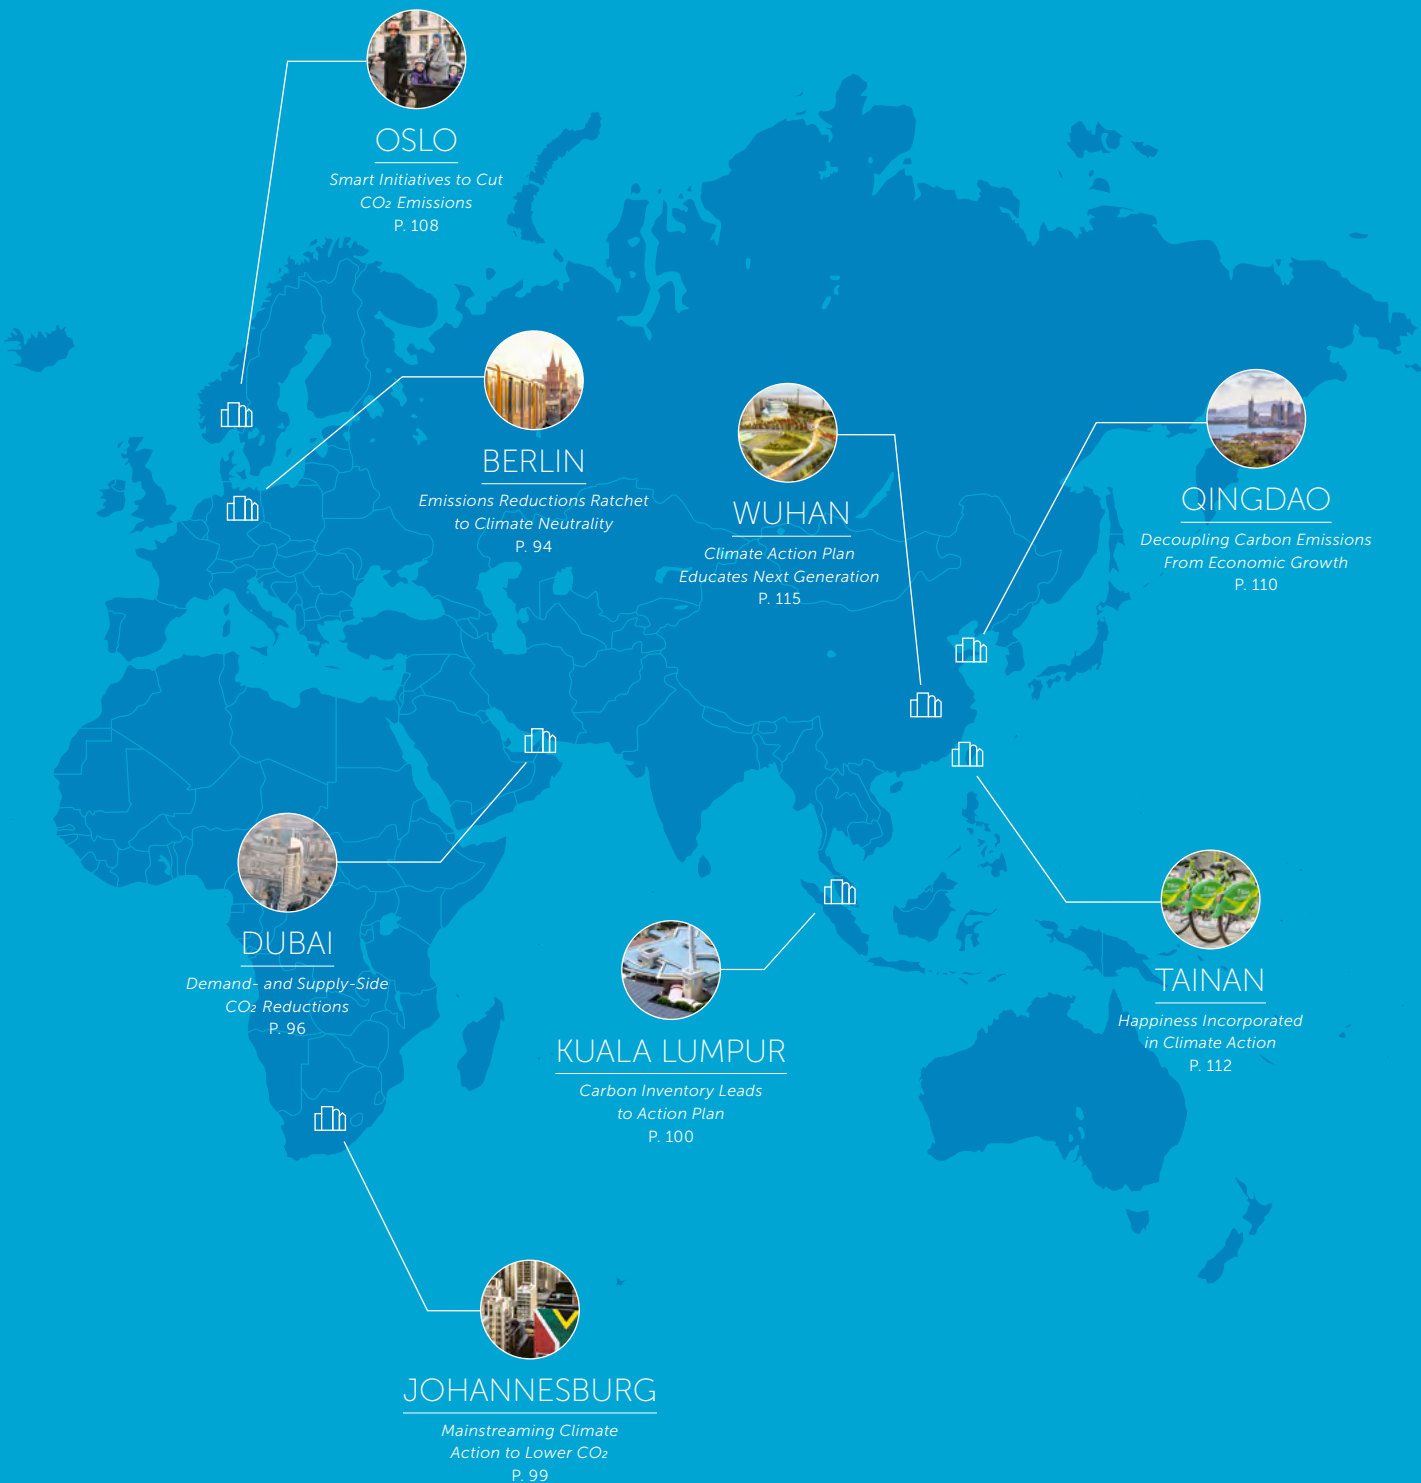 OSLO
Smart Initiatives to Cut
CO₂ Emissions
P. 108
BERLIN
Emissions Reductions Ratchet
to Climate Neutrality
P. 94
WUHAN
Climate Action Plan
Educates Next Generation
P. 115
QINGDAO
Decoupling Carbon Emissions
From Economic Growth
P. 110
DUBAI
Demand- and Supply-Side
CO₂ Reductions
P. 96
KUALA LUMPUR
Carbon Inventory Leads
to Action Plan
P. 100
TAINAN
Happiness Incorporated
in Climate Action
P. 112
JOHANNESBURG
Mainstreaming Climate
Action to Lower CO₂
P. 99